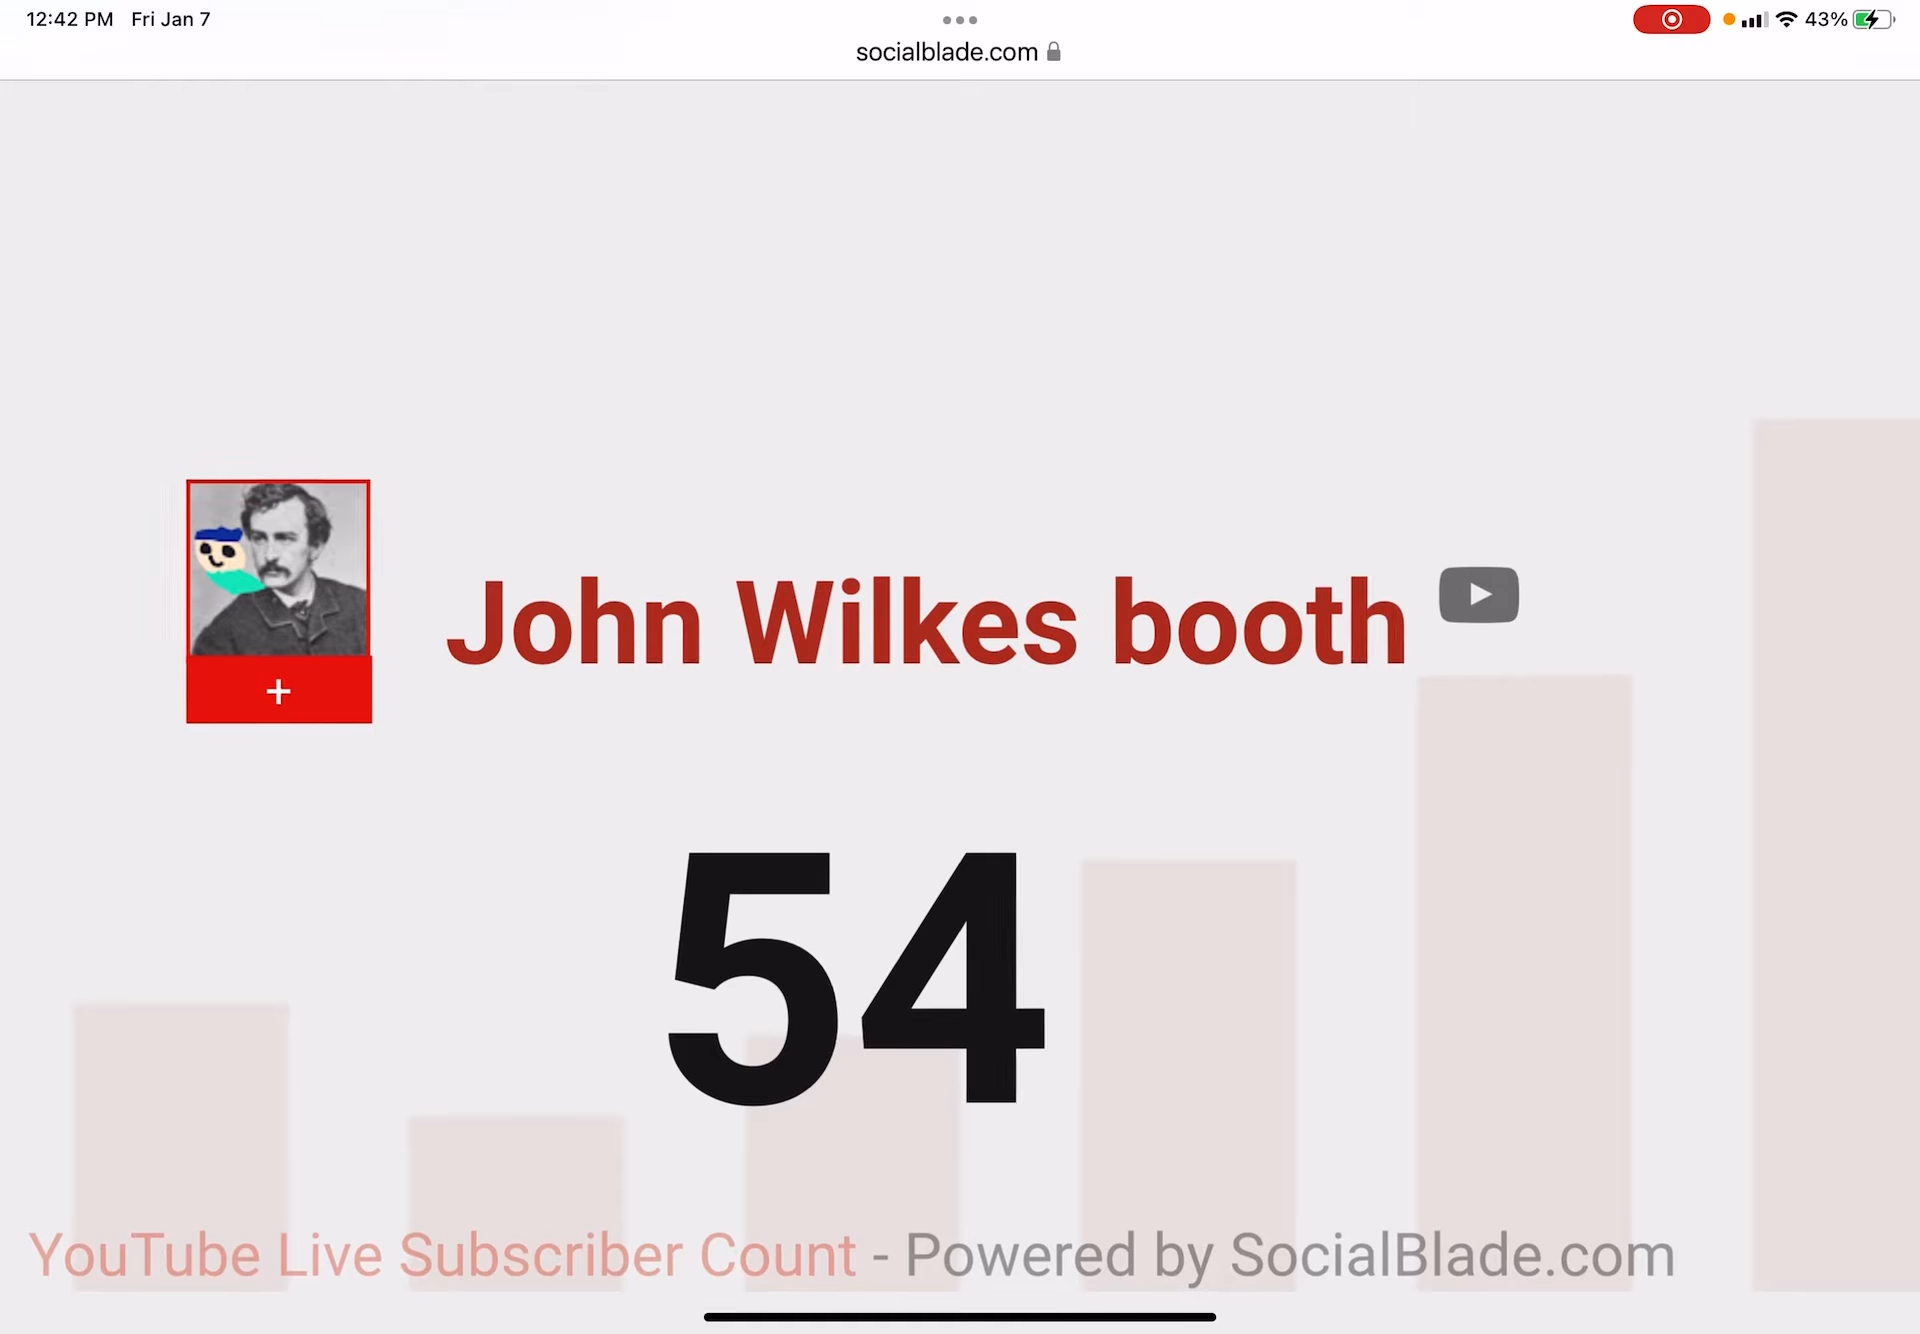 12:42 PM Fri Jan 7
43%
socialblade.com
John Wilkes booth
+
54
YouTube Live Subscriber Count - Powered by SocialBlade.com